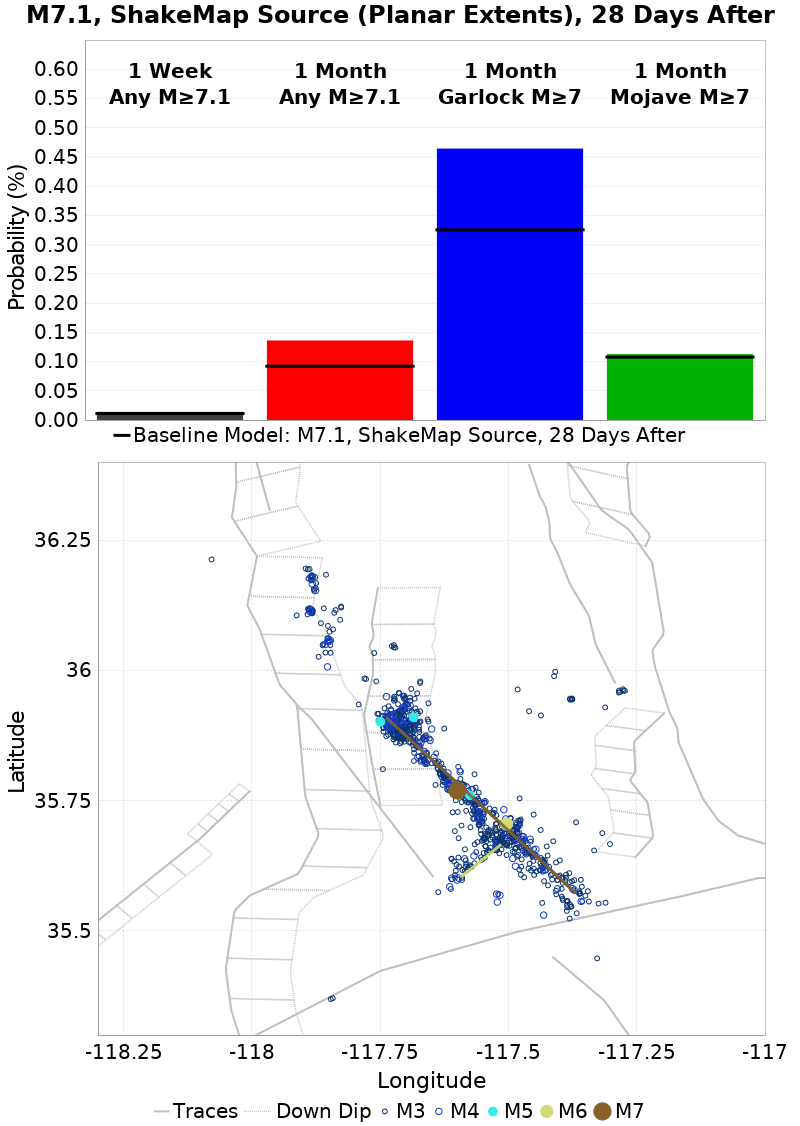 M7.1, ShakeMap Source (Planar Extents), 28 Days After
1 Week
Any M≥7.1
1 Month
Any M≥7.1
1 Month
Garlock M≥7
1 Month
Mojave M≥7
Probability (%)
0.60
0.55
0.50
0.45
0.40
0.35
0.30
0.25
0.20
0.15
0.10
0.05
0.00
Baseline Model: M7.1, ShakeMap Source, 28 Days After
Latitude
36.25
36
35.75
35.5
-118.25 -118 -117.75 -117.5 -117.25 -117
Longitude
Traces Down Dip M3 M4 M5 M6 M7